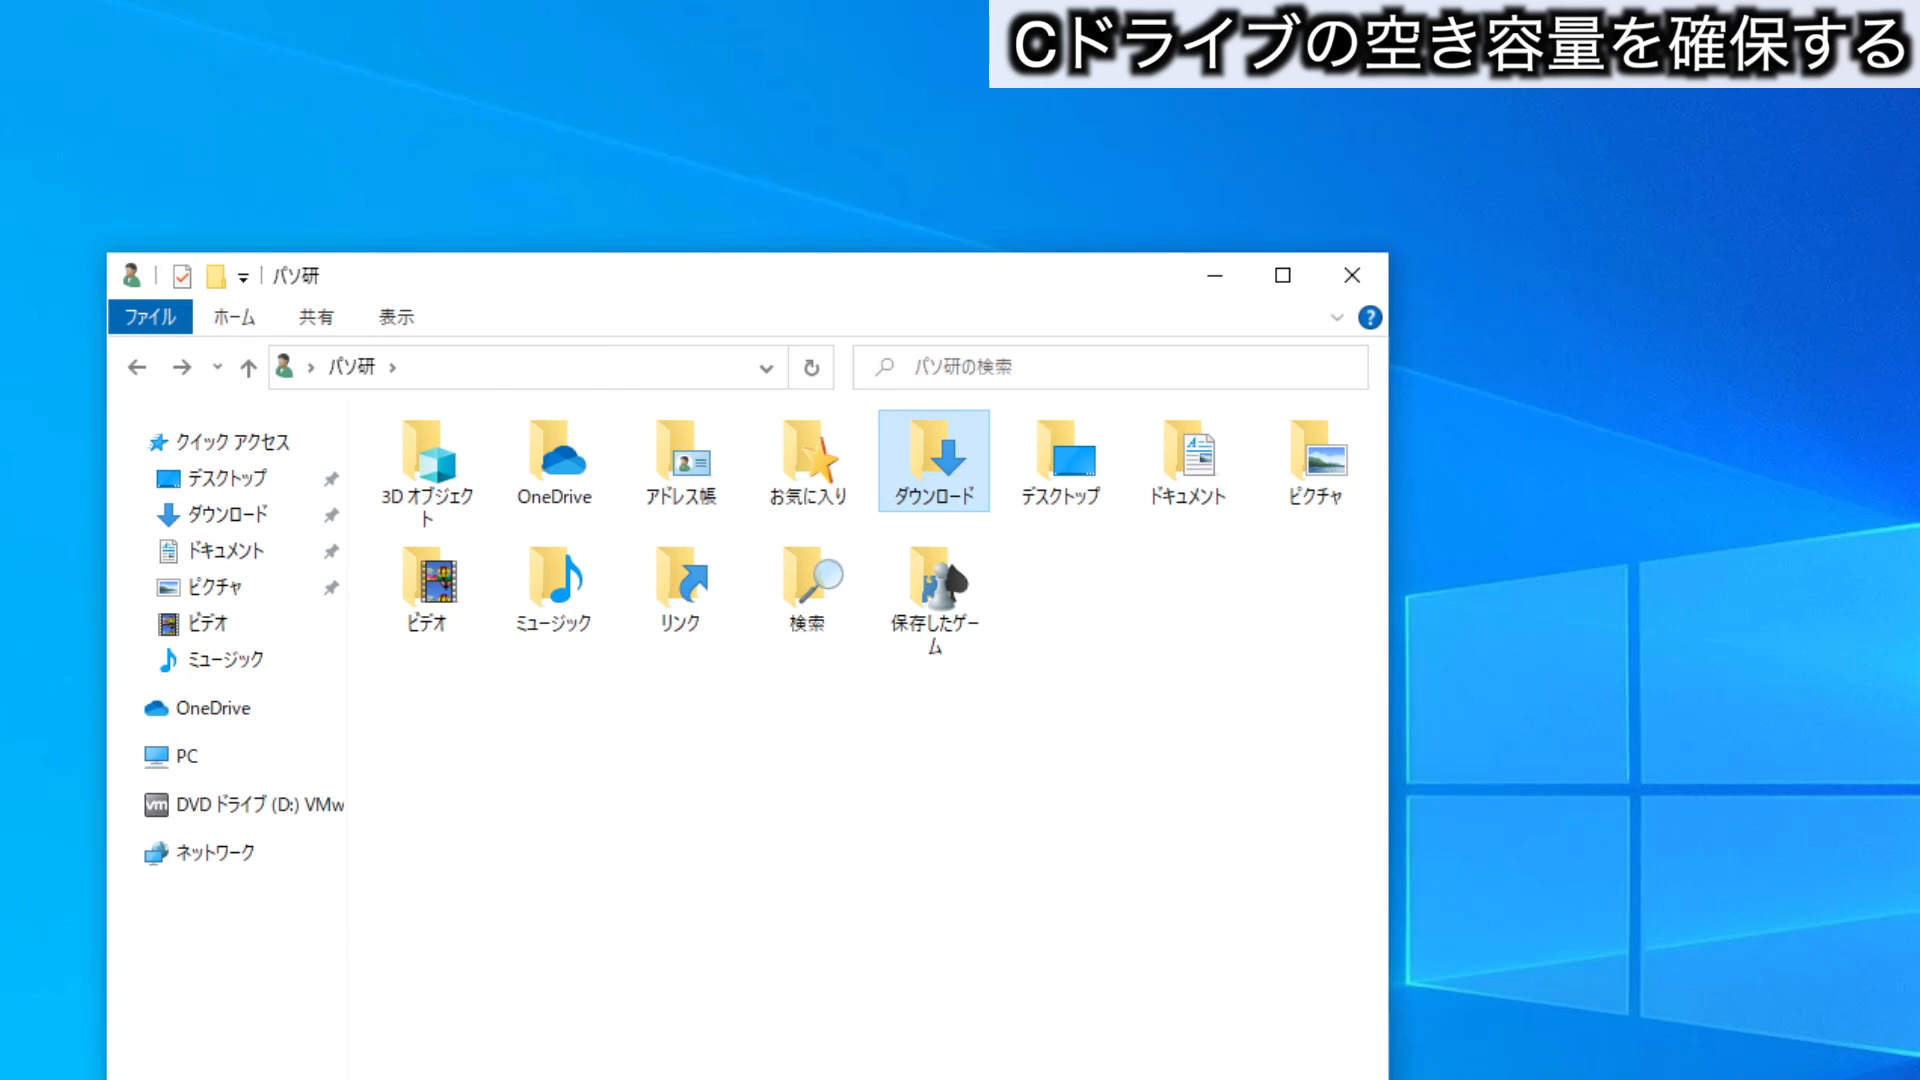 Cドライブの空き容量を確保する
パソ研
ファイル ホーム 共有 表示
パソ研
パソ研の検索
クイック アクセス
デスクトップ
ダウンロード
ドキュメント
ピクチャ
ビデオ
ミュージック
OneDrive
PC
vm DVD ドライブ (D:) VMw
ネットワーク
3D オブジェク
ト
OneDrive
アドレス帳
お気に入り
ダウンロード
デスクトップ
ドキュメント
ピクチャ
ビデオ
ミュージック
リンク
検索
保存したゲー
ム